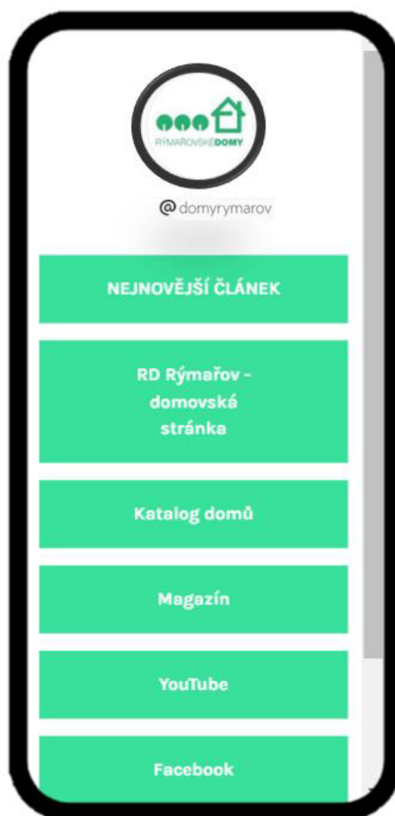 RÝMAŘOVSKÉDOMY
@domyrymarov
NEJNOVĚJŠÍ ČLÁNEK
RD Rýmařov -
domovská
stránka
Katalog domů
Magazín
YouTube
Facebook